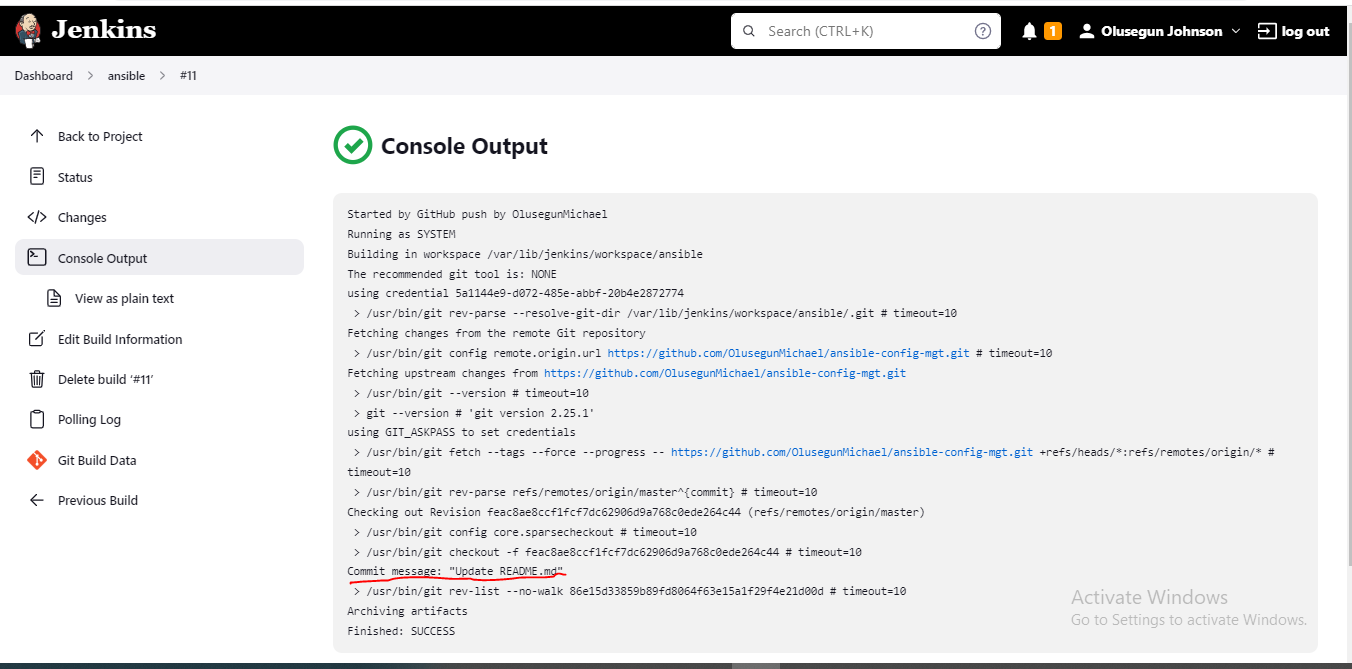 Jenkins
Search (CTRL+K)
1
Olusegun Johnson
log out
Dashboard > ansible > #11
Back to Project
Status
Changes
Console Output
View as plain text
Edit Build Information
Delete build ‘#11’
Polling Log
Git Build Data
Previous Build
Console Output
Started by GitHub push by OlusegunMichael
Running as SYSTEM
Building in workspace /var/lib/jenkins/workspace/ansible
The recommended git tool is: NONE
using credential 5a1144e9-d072-485e-abbf-20b4e2872774
> /usr/bin/git rev-parse --resolve-git-dir /var/lib/jenkins/workspace/ansible/.git # timeout=10
Fetching changes from the remote Git repository
> /usr/bin/git config remote.origin.url https://github.com/OlusegunMichael/ansible-config-mgt.git # timeout=10
Fetching upstream changes from https://github.com/OlusegunMichael/ansible-config-mgt.git
> /usr/bin/git --version # timeout=10
> git --version # 'git version 2.25.1'
using GIT_ASKPASS to set credentials
> /usr/bin/git fetch --tags --force --progress -- https://github.com/OlusegunMichael/ansible-config-mgt.git +refs/heads/*:refs/remotes/origin/* #
timeout=10
> /usr/bin/git rev-parse refs/remotes/origin/master^{commit} # timeout=10
Checking out Revision feac8ae8ccf1fcf7dc62906d9a768c0ede264c44 (refs/remotes/origin/master)
> /usr/bin/git config core.sparsecheckout # timeout=10
> /usr/bin/git checkout -f feac8ae8ccf1fcf7dc62906d9a768c0ede264c44 # timeout=10
Commit message: "Update README.md"
> /usr/bin/git rev-list --no-walk 86e15d33859b89fd8064f63e15a1f29f4e21d00d # timeout=10
Archiving artifacts
Finished: SUCCESS
Activate Windows
Go to Settings to activate Windows.